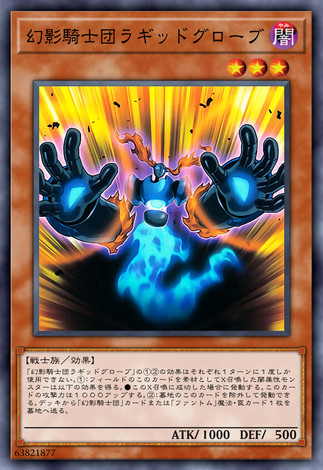 幻影騎士団ラギッドグローブ
闇
やみ
【戦士族／効果】
「幻影騎士団ラギッドグローブ」の①②の効果はそれぞれ１ターンに１度しか
使用できない。①：フィールドのこのカードを素材としてX召喚した闇属性モン
スターは以下の効果を得る。●このX召喚に成功した場合に発動する。このカー
ドの攻撃力は１０００アップする。②：墓地のこのカードを除外して発動でき
る。デッキから「幻影騎士団」カードまたは「ファントム」魔法・罠カード１枚を
墓地へ送る。
ATK/ 1000 DEF/ 500
63821877